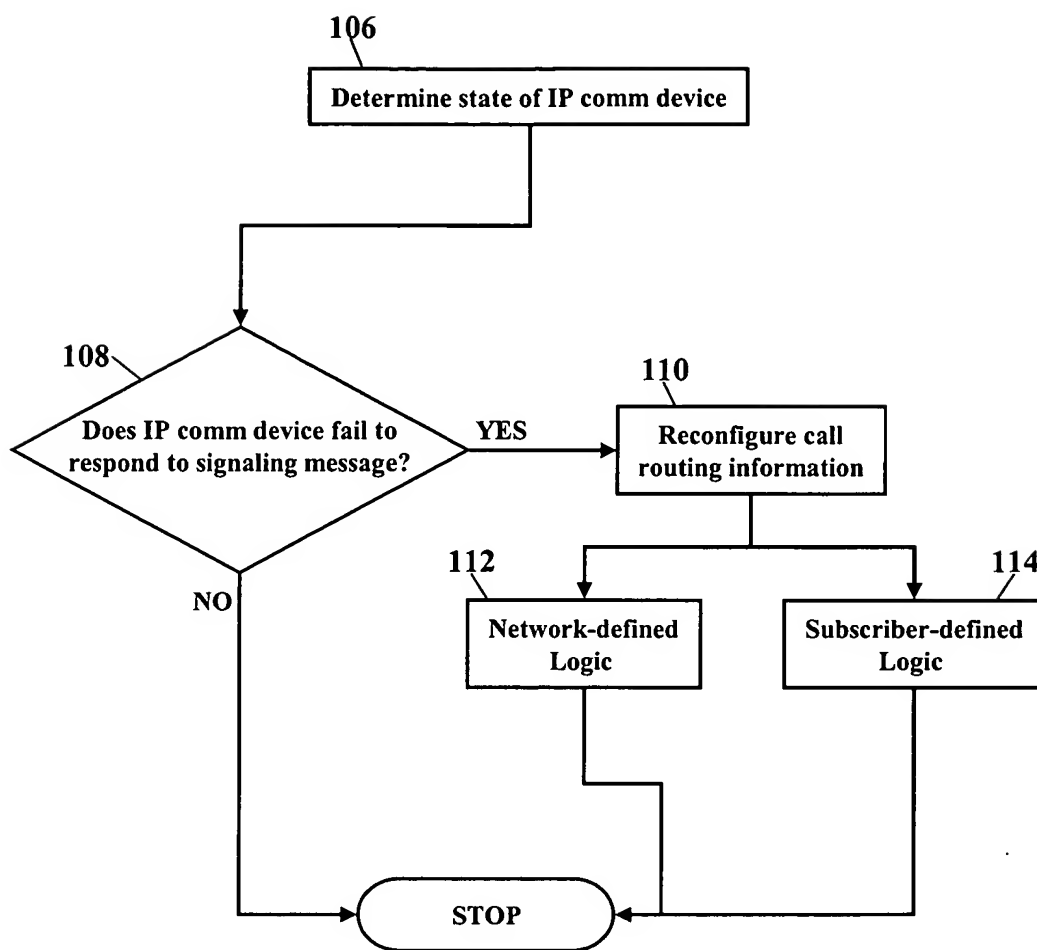 106
Determine state of IP comm device
108
Does IP comm device fail to
respond to signaling message?
YES
110
Reconfigure call
routing information
NO
112
Network-defined
Logic
114
Subscriber-defined
Logic
STOP